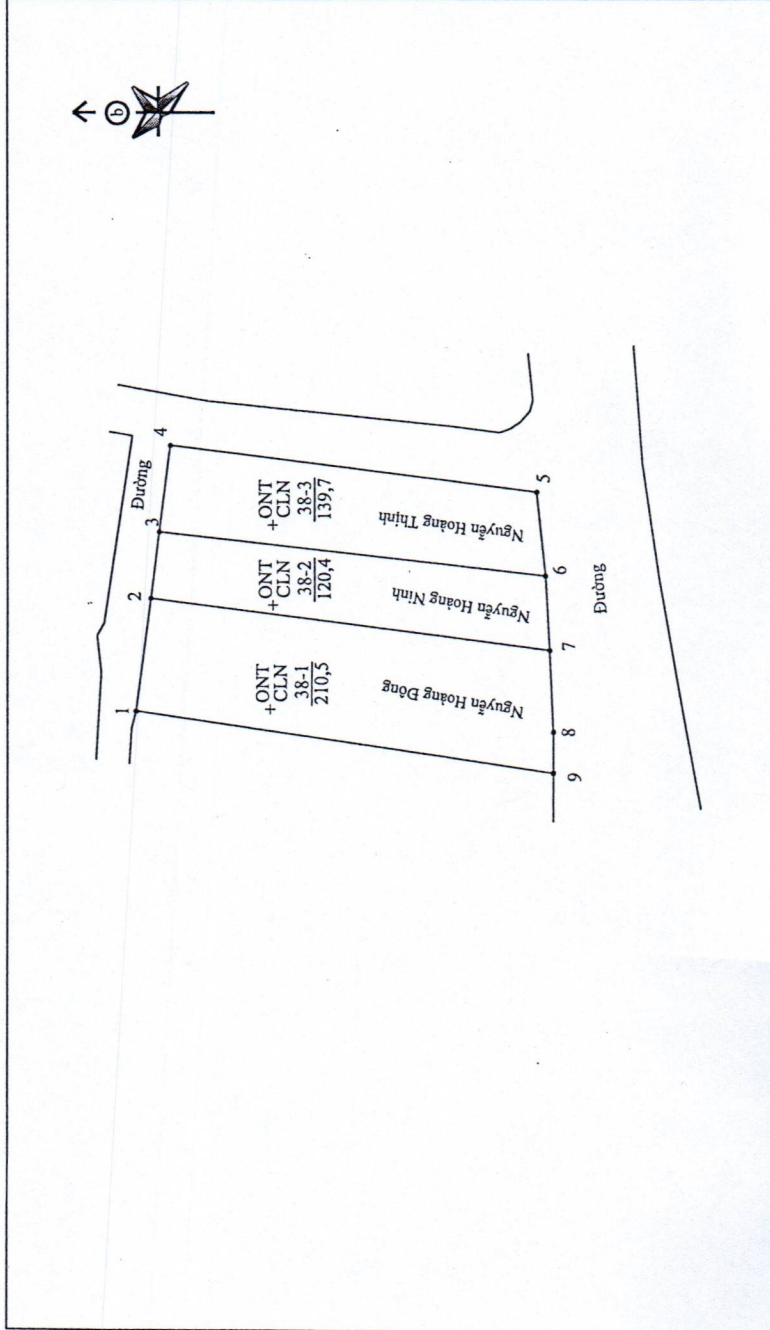 1
2
3
4
Đường
+ONT
CLN
38-1
210,5
Nguyễn Hoàng Đông
+ONT
CLN
38-2
120,4
Nguyễn Hoàng Ninh
+ONT
CLN
38-3
139,7
Nguyễn Hoàng Thịnh
9
8
7
6
5
Đường